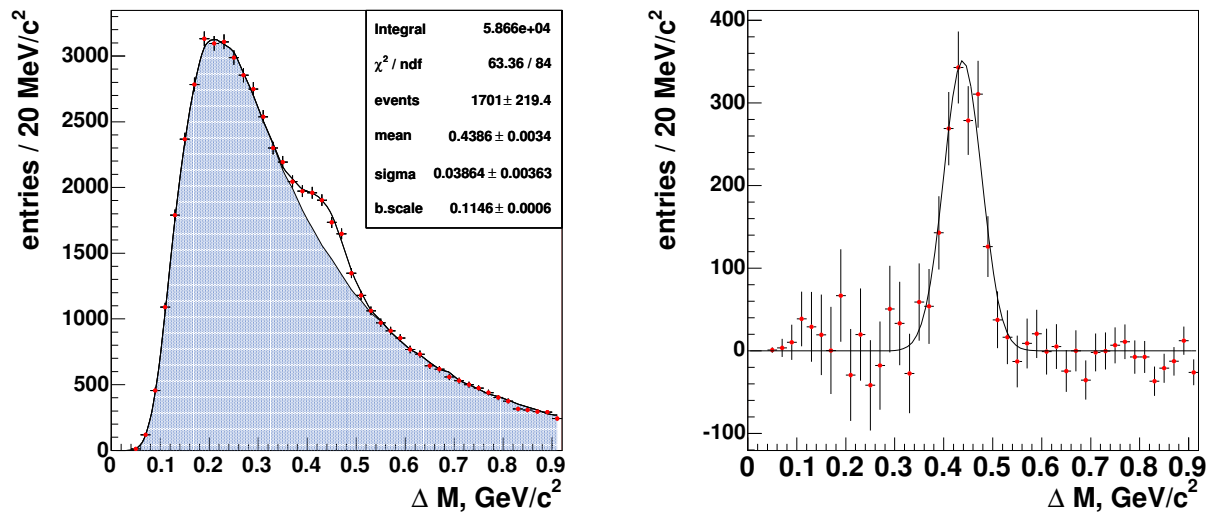 entries / 20 MeV/c²
3000
2500
2000
1500
1000
500
0
0 0.1 0.2 0.3 0.4 0.5 0.6 0.7 0.8 0.9
Δ M, GeV/c²
Integral 5.866e+04
χ² / ndf 63.36 / 84
events 1701 ± 219.4
mean 0.4386 ± 0.0034
sigma 0.03864 ± 0.00363
b.scale 0.1146 ± 0.0006
entries / 20 MeV/c²
400
300
200
100
0
-100
0 0.1 0.2 0.3 0.4 0.5 0.6 0.7 0.8 0.9
Δ M, GeV/c²